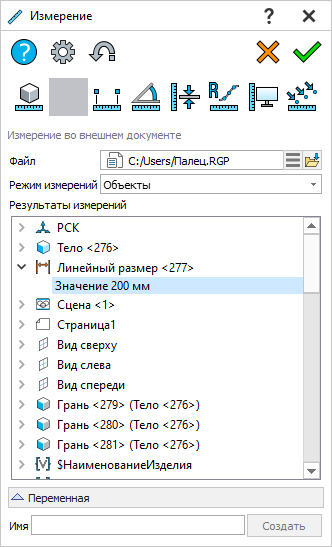 Измерение
? 
?
Измерение во внешнем документе
Файл C:/Users/Палец.RGP
Режим измерений Объекты
Результаты измерений
РСК
Тело <276>
Линейный размер <277>
Значение 200 мм
Сцена <1>
Страница1
Вид сверху
Вид слева
Вид спереди
Грань <279> (Тело <276>)
Грань <280> (Тело <276>)
Грань <281> (Тело <276>)
{V} $НаименованиеИзделия
Переменная
Имя Создать